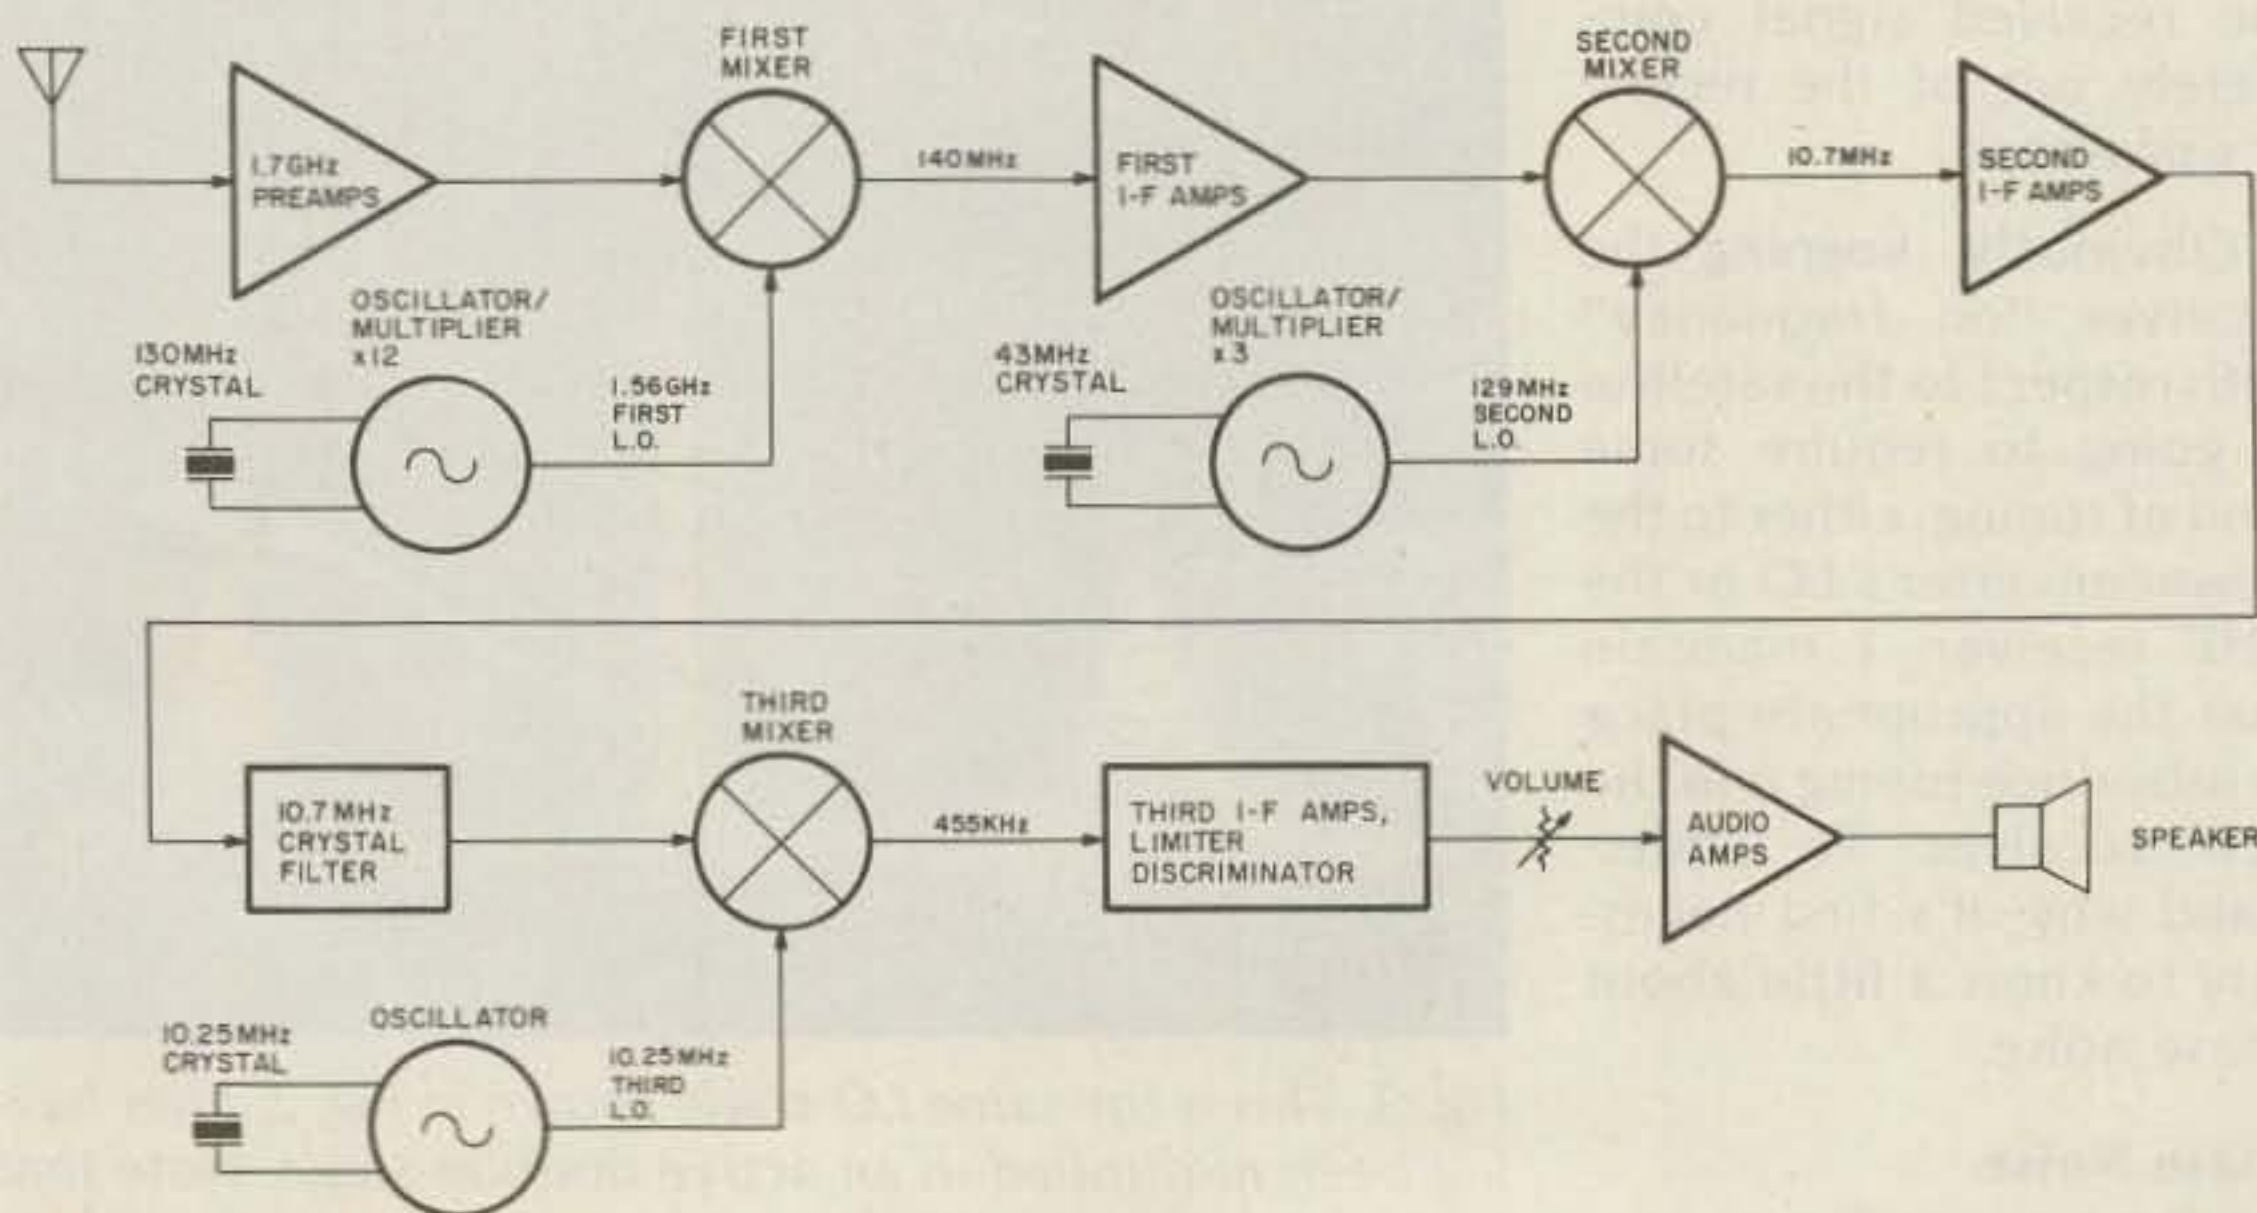 FIRST
MIXER
SECOND
MIXER
1.7GHz
PREAMPS
140MHz
FIRST
I-F AMPS
10.7MHz
SECOND
I-F AMPS
OSCILLATOR/
MULTIPLIER
x12
130MHz
CRYSTAL
1.56GHz
FIRST
L.O.
OSCILLATOR/
MULTIPLIER
x3
43MHz
CRYSTAL
129MHz
SECOND
L.O.
THIRD
MIXER
10.7MHz
CRYSTAL
FILTER
455KHz
THIRD I-F AMPS,
LIMITER
DISCRIMINATOR
VOLUME
AUDIO
AMPS
SPEAKER
OSCILLATOR
10.25MHz
CRYSTAL
10.25MHz
THIRD
L.O.